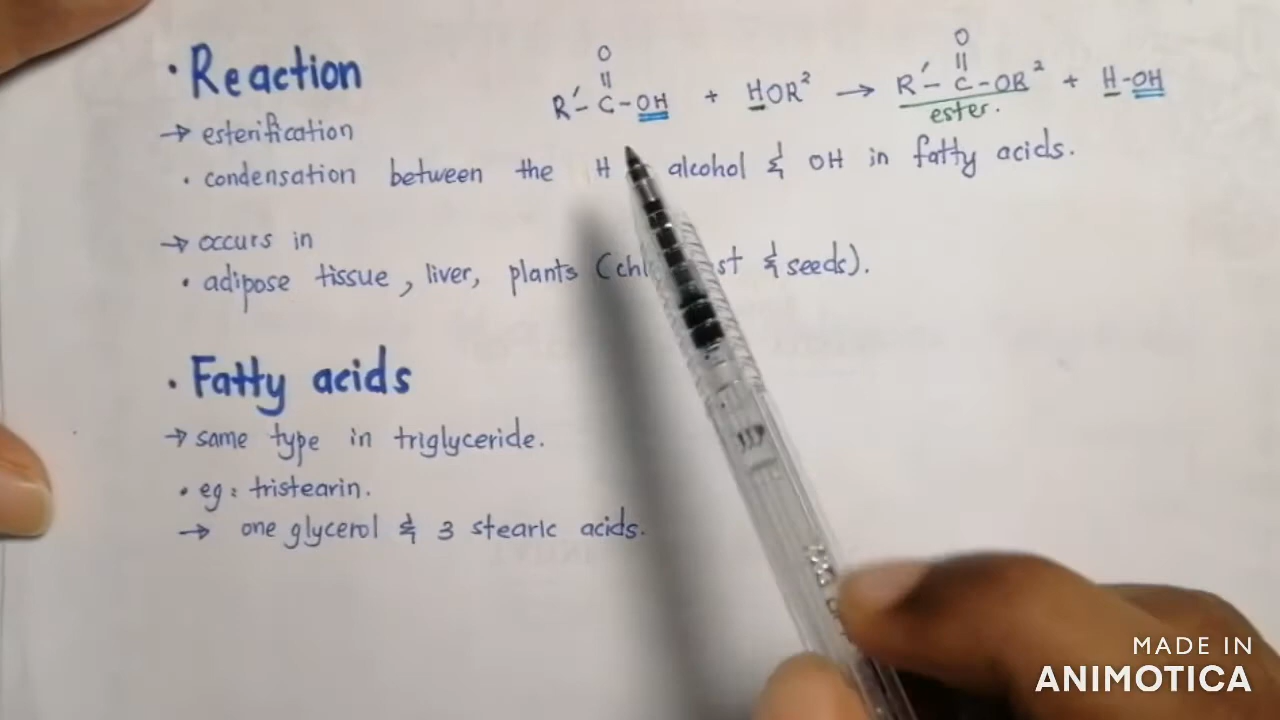 • Reaction
O
||
R'–C–OH + HOR² → R'–C–OR² + H–OH
O
||
ester.
→ esterification
• condensation between the H alcohol & OH in fatty acids.
→ occurs in
• adipose tissue, liver, plants ( & seeds).
• Fatty acids
→ same type in triglyceride.
• eg: tristearin.
→ one glycerol & 3 stearic acids.
MADE IN
ANIMOTICA